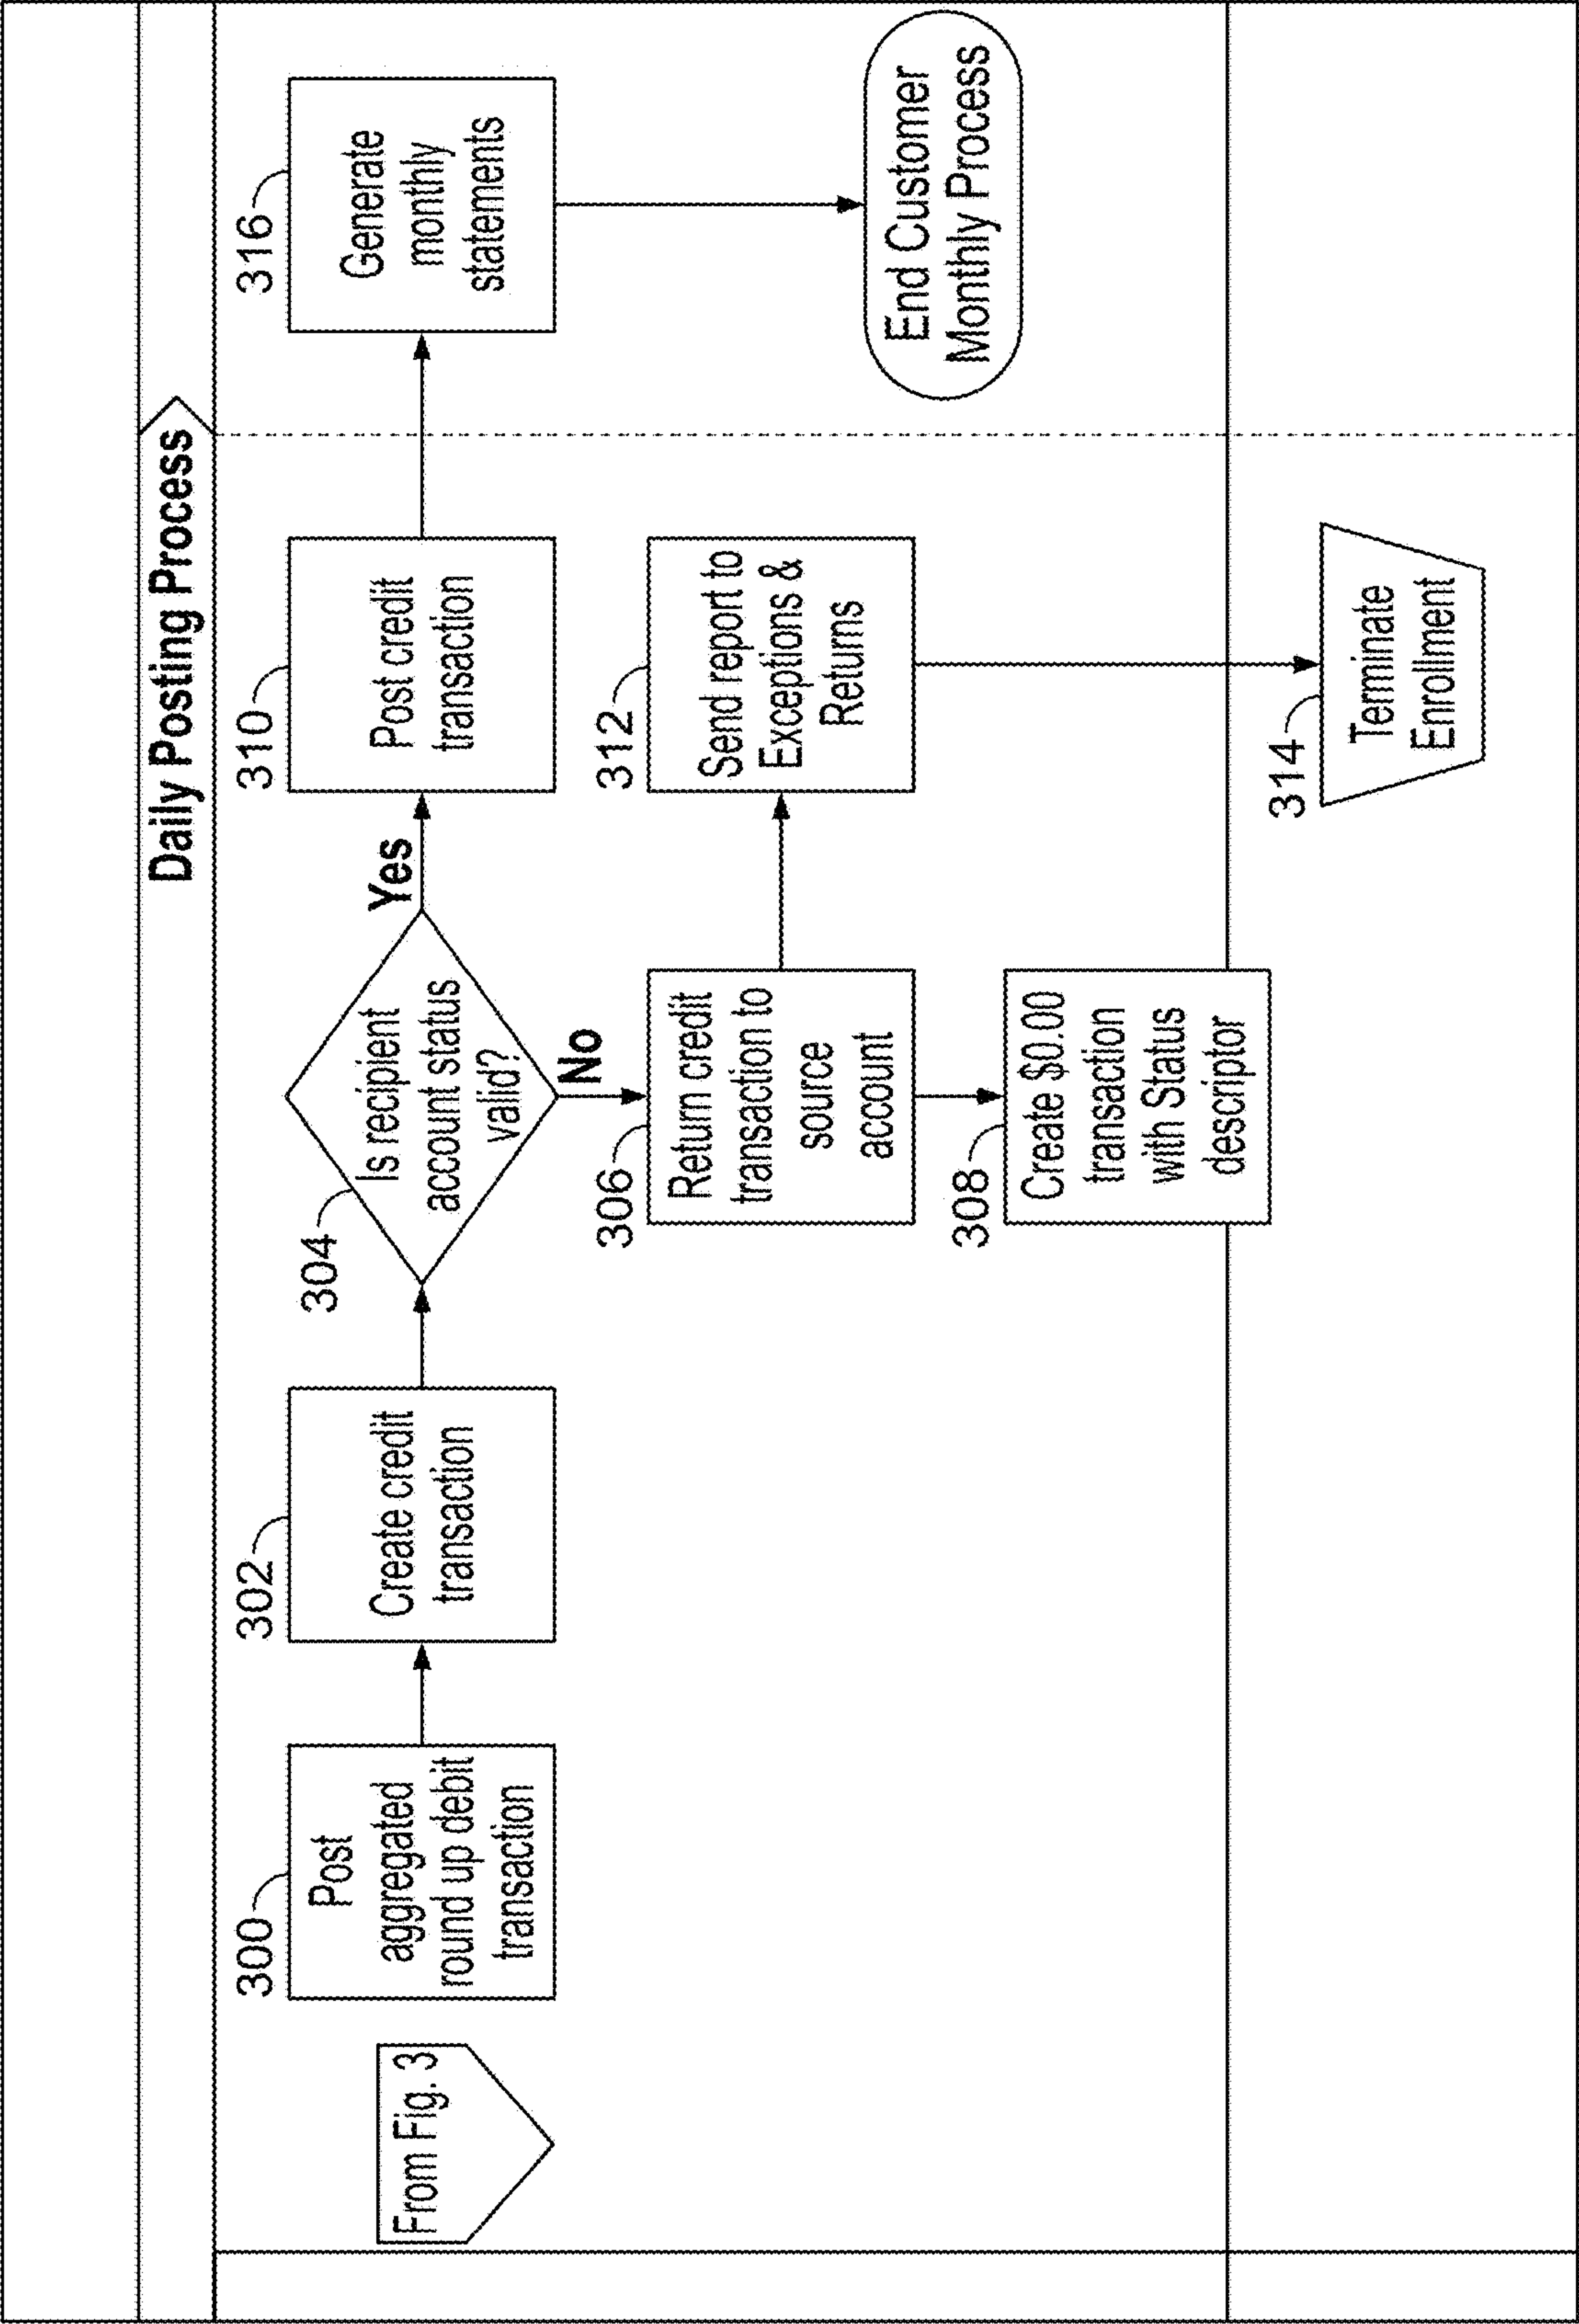 Daily Posting Process
From Fig. 3
300
Post
aggregated
round up debit
transaction
302
Create credit
transaction
304
Is recipient
account status
valid?
Yes
No
310
Post credit
transaction
316
Generate
monthly
statements
306
Return credit
transaction to
source
account
312
Send report to
Exceptions &
Returns
End Customer
Monthly Process
308
Create $0.00
transaction
with Status
descriptor
314
Terminate
Enrollment